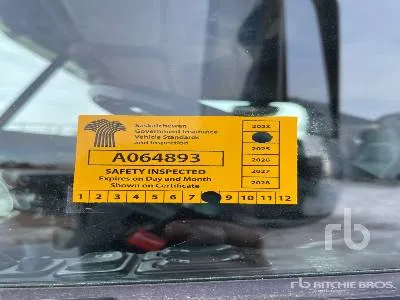 Saskatchewan
Government Insurance
Vehicle Standards
and Inspection
2023
2025
2026
2027
2028
A064893
SAFETY INSPECTED
Expires on Day and Month
Shown on Certificate
1 2 3 4 5 6 7 9 10 11 12
rb
rb RITCHIE BROS.